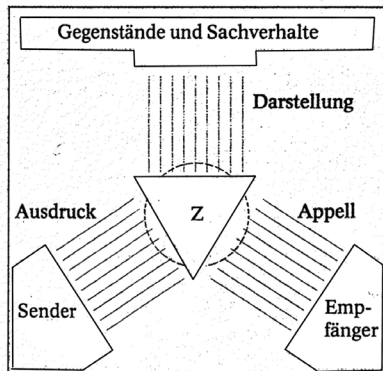 Gegenstände und Sachverhalte
Darstellung
Ausdruck
Z
Appell
Sender
Emp-
fänger